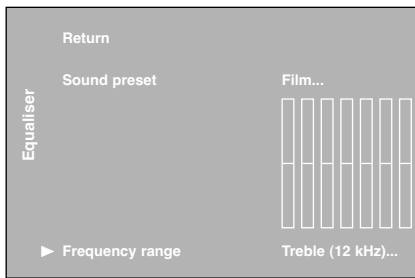 Equaliser
Return
Sound preset Film...
Frequency range Treble (12 kHz)...